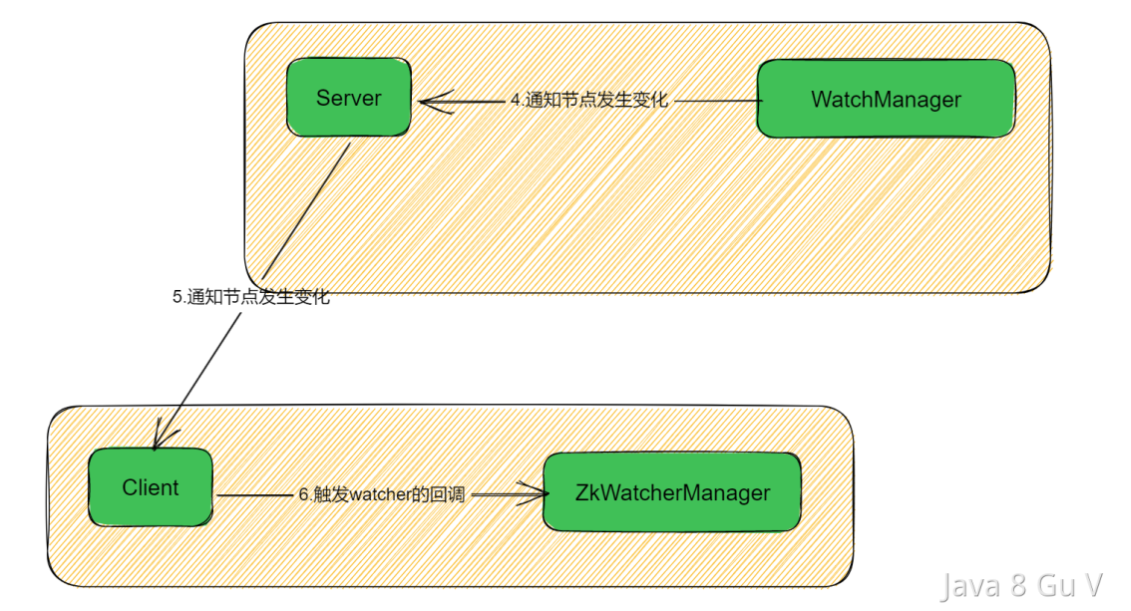 Server
4.通知节点发生变化
WatchManager
5.通知节点发生变化
Client
6.触发watcher的回调
ZkWatcherManager
Java 8 Gu V